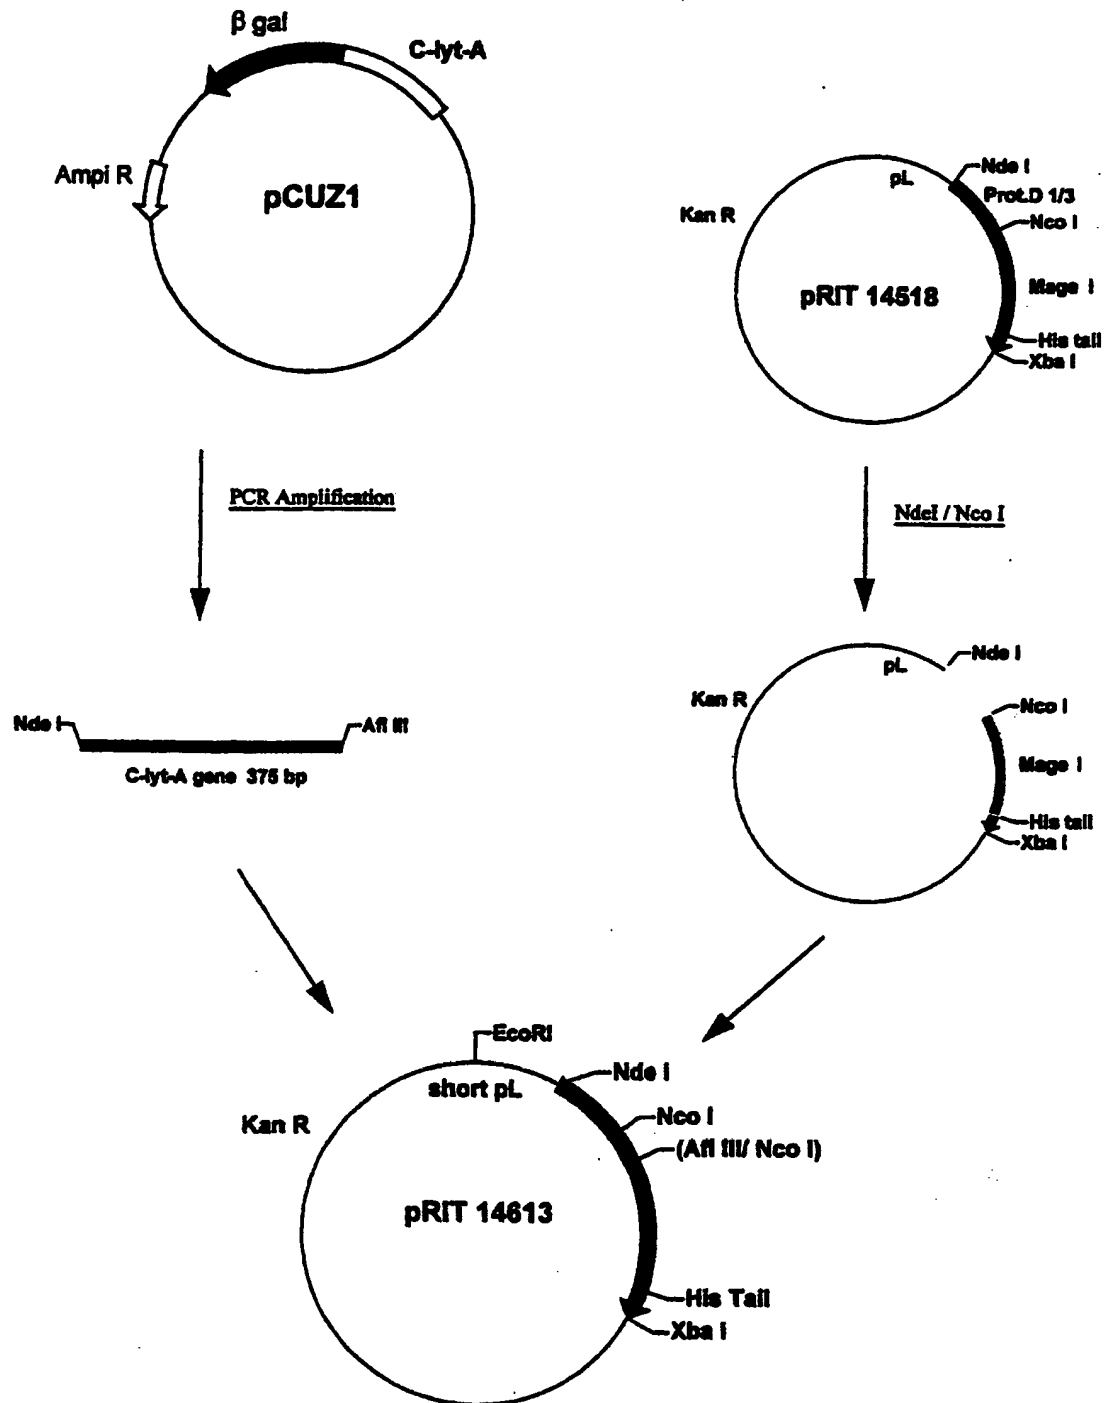 β gal
C-lyt-A
Ampi R
pCUZ1
pL
Nde I
Prot.D 1/3
Nco I
Kan R
Mage I
pRIT 14518
His tail
Xba I
PCR Amplification
NdeI / Nco I
pL
Nde I
Kan R
Nco I
Mage I
His tail
Xba I
Nde I
Afl III
C-lyt-A gene 375 bp
EcoRI
short pL
Nde I
Kan R
Nco I
(Afl III/ Nco I)
pRIT 14613
His Tail
Xba I